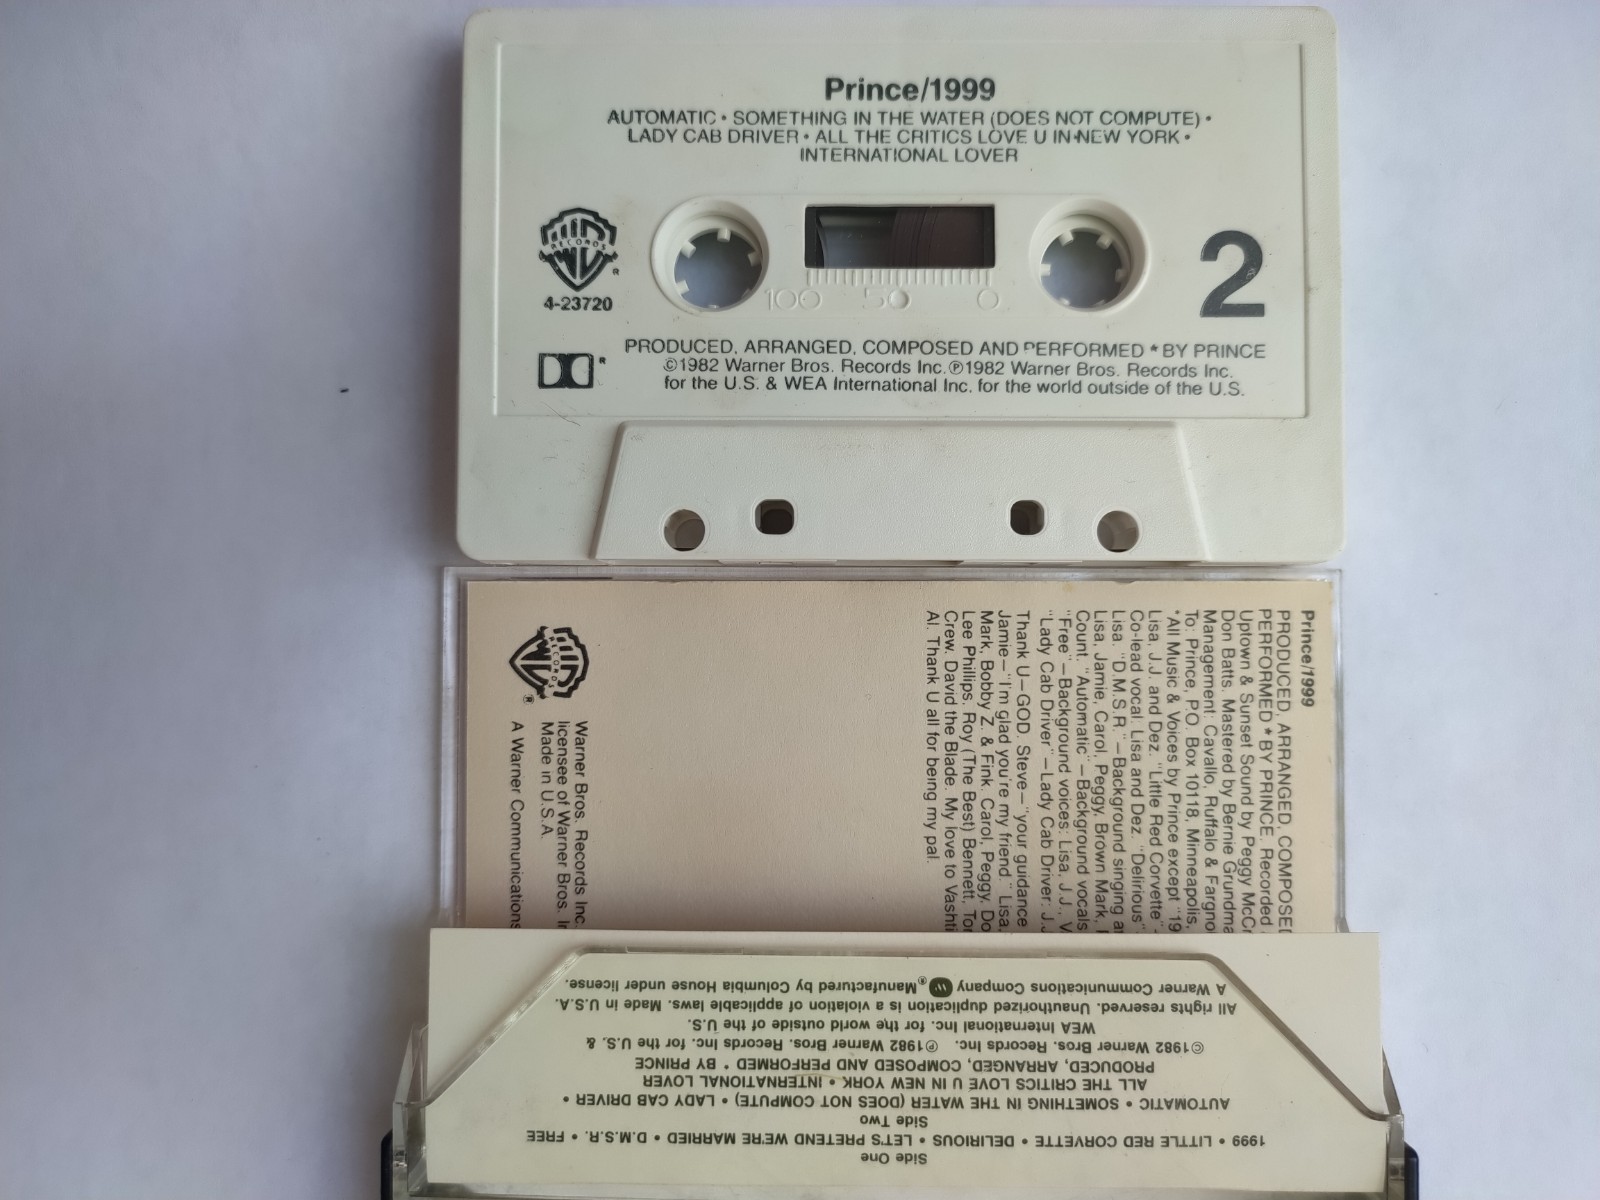 Prince/1999
AUTOMATIC • SOMETHING IN THE WATER (DOES NOT COMPUTE) •
LADY CAB DRIVER • ALL THE CRITICS LOVE U IN NEW YORK •
INTERNATIONAL LOVER
RECORDS
®
4-23720
100 50 0
2
®
PRODUCED, ARRANGED, COMPOSED AND PERFORMED * BY PRINCE
©1982 Warner Bros. Records Inc. ℗1982 Warner Bros. Records Inc.
for the U.S. & WEA International Inc. for the world outside of the U.S.
Prince/1999
PRODUCED, ARRANGED, COMPOSED
PERFORMED * BY PRINCE. Recorded
Uptown & Sunset Sound by Peggy McC
Don Batts. Mastered by Bernie Grundma
Management: Cavallo, Ruffalo & Fargno
To: Prince, P.O. Box 10118, Minneapolis,
*All Music & Voices by Prince except "19
Lisa, J.J. and Dez. "Little Red Corvette"–
Co-lead vocal: Lisa and Dez. "Delirious"
Lisa. "D.M.S.R."–Background singing a
Lisa, Jamie, Carol, Peggy, Brown Mark,
Count. "Automatic"–Background vocals
"Free"–Background voices: Lisa, J.J., V
"Lady Cab Driver"–Lady Cab Driver: J.J.
Thank U–GOD. Steve–"your guidance
Jamie–"I'm glad you're my friend." Lisa,
Mark, Bobby Z. & Fink. Carol, Peggy, Do
Lee Phillips. Roy (The Best) Bennett, Tor
Crew. David the Blade. My love to Vashti
Al. Thank U all for being my pal.
RECORDS
®
Warner Bros. Records Inc.
licensee of Warner Bros. I
Made in U.S.A.
A Warner Communications
Side One
1999 • LITTLE RED CORVETTE • DELIRIOUS • LET'S PRETEND WE'RE MARRIED • D.M.S.R. • FREE
Side Two
AUTOMATIC • SOMETHING IN THE WATER (DOES NOT COMPUTE) • LADY CAB DRIVER •
ALL THE CRITICS LOVE U IN NEW YORK • INTERNATIONAL LOVER
PRODUCED, ARRANGED, COMPOSED AND PERFORMED * BY PRINCE
©1982 Warner Bros. Records Inc. ℗1982 Warner Bros. Records Inc. for the U.S. &
WEA International Inc. for the world outside of the U.S.
All rights reserved. Unauthorized duplication is a violation of applicable laws. Made in U.S.A.
A Warner Communications Company ® Manufactured by Columbia House under license.